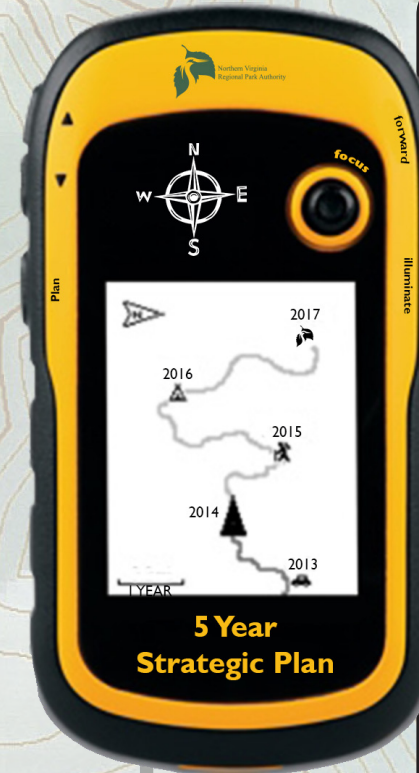 Northern Virginia
Regional Park Authority
N
W E
S
focus
forward
illuminate
Plan
N
2017
2016
2015
2014
2013
1 YEAR
5 Year
Strategic Plan